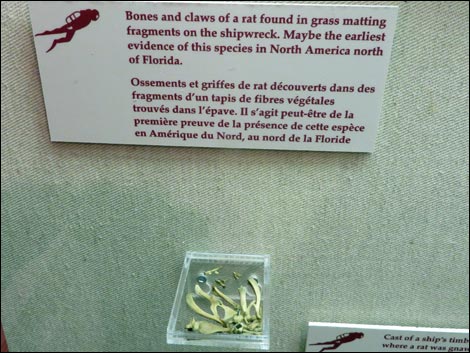 Bones and claws of a rat found in grass matting
fragments on the shipwreck. Maybe the earliest
evidence of this species in North America north
of Florida.
Ossements et griffes de rat découverts dans des
fragments d'un tapis de fibres végétales
trouvés dans l'épave. Il s'agit peut-être de la
première preuve de la présence de cette espèce
en Amérique du Nord, au nord de la Floride
Cast of a ship's timb
where a rat was gnaw